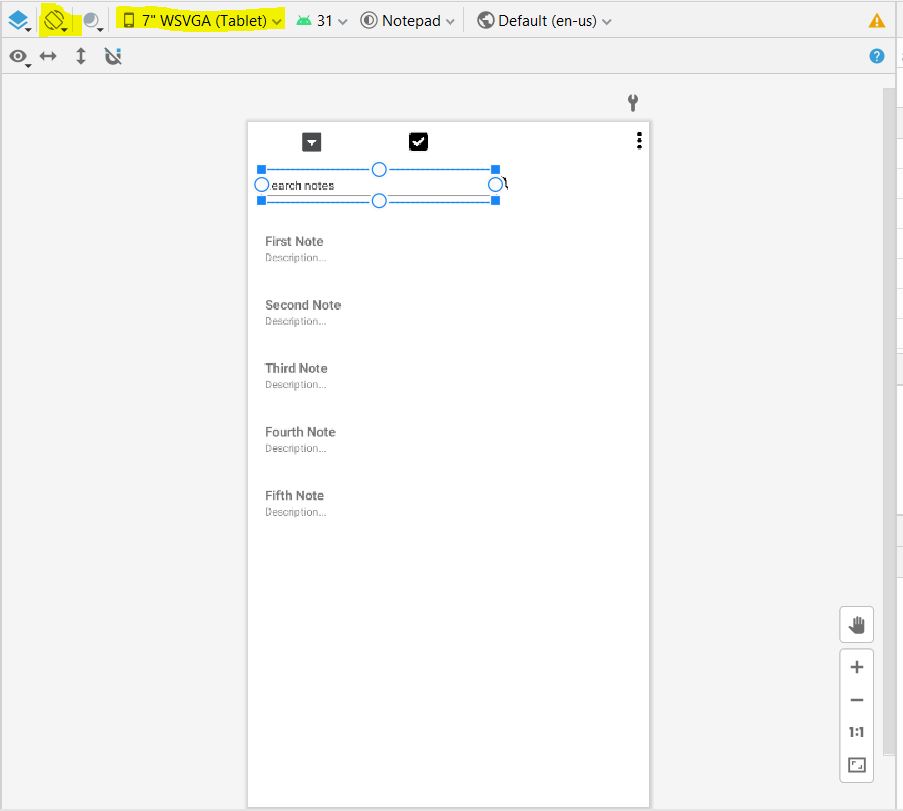 7" WSVGA (Tablet) 31 Notepad Default (en-us)
earch notes
First Note
Description...
Second Note
Description...
Third Note
Description...
Fourth Note
Description...
Fifth Note
Description...
1:1